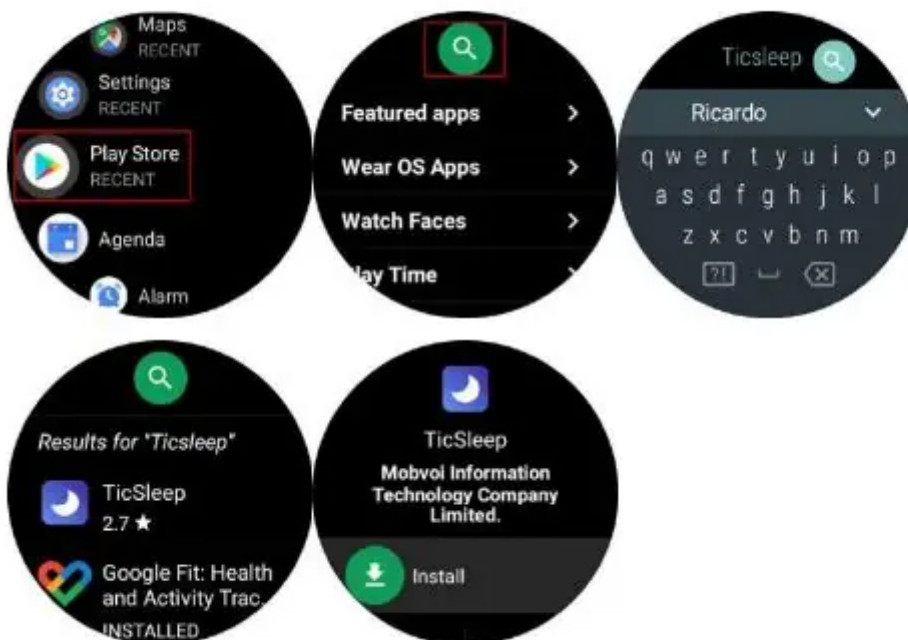 Maps
RECENT
Settings
RECENT
Play Store
RECENT
Agenda
Alarm
Featured apps
Wear OS Apps
Watch Faces
lay Time
Ticsleep
Ricardo
q w e r t y u i o p
a s d f g h j k l
z x c v b n m
?!
Results for "Ticsleep"
TicSleep
2.7 ★
Google Fit: Health
and Activity Trac.
INSTALLED
TicSleep
Mobvoi Information
Technology Company
Limited.
Install